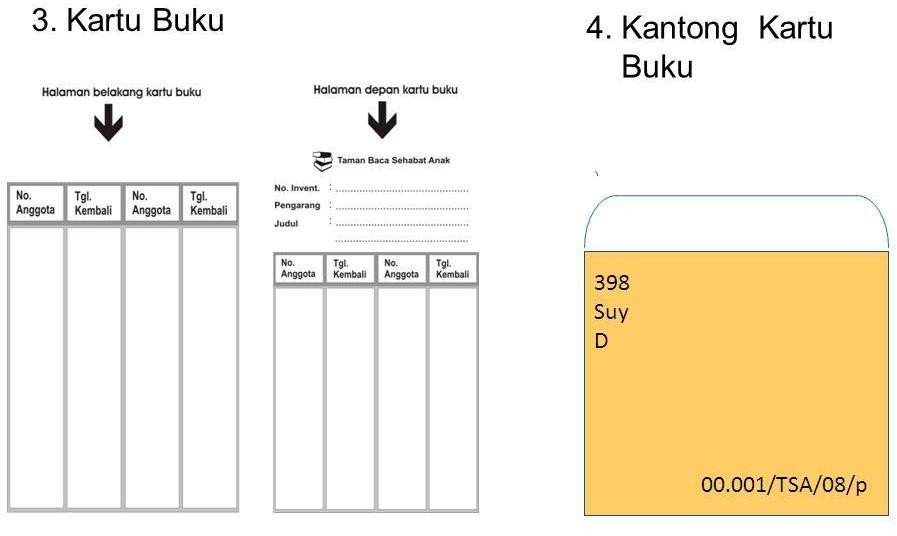 3. Kartu Buku
Halaman belakang kartu buku
No. Anggota
Tgl. Kembali
No. Anggota
Tgl. Kembali
Halaman depan kartu buku
Taman Baca Sehabat Anak
No. Invent. :
Pengarang :
Judul :
No. Anggota
Tgl. Kembali
No. Anggota
Tgl. Kembali
4. Kantong Kartu
Buku
398
Suy
D
00.001/TSA/08/p